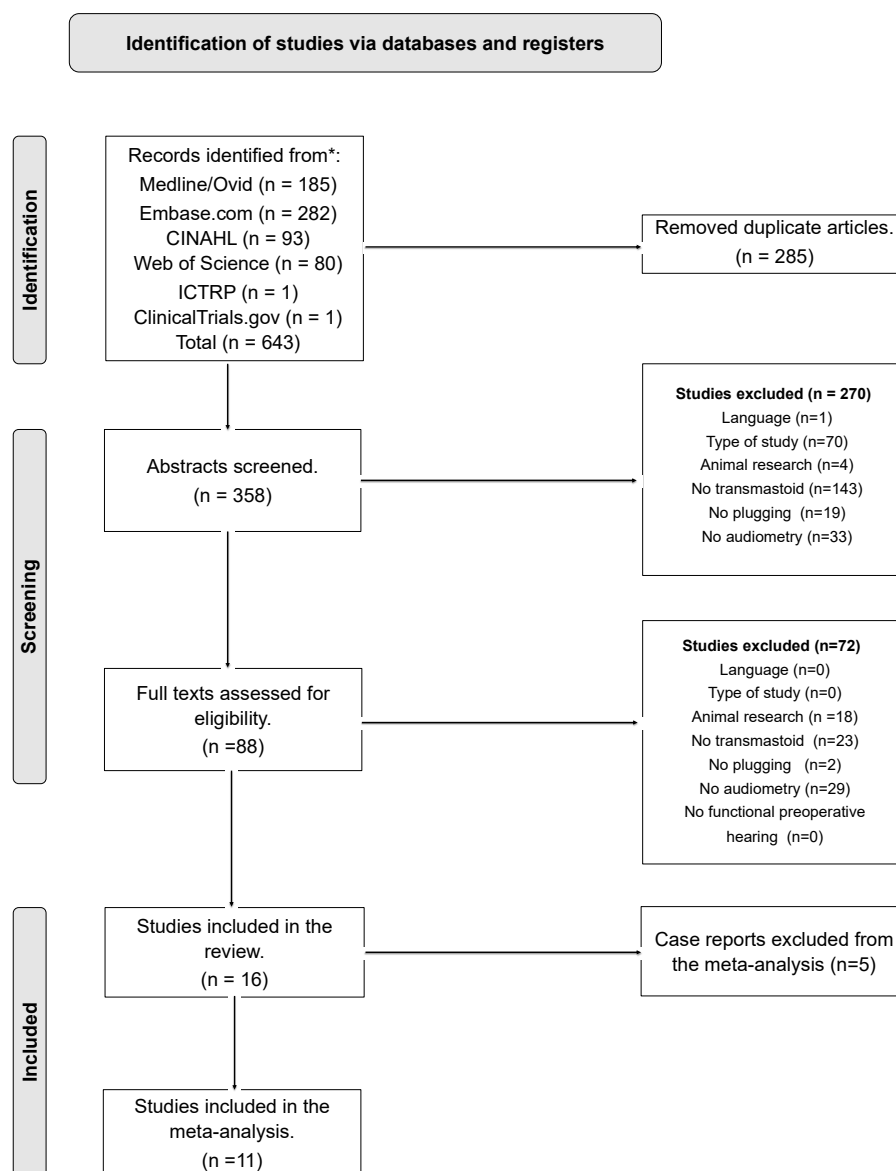 Identification of studies via databases and registers
Identification
Records identified from*:
Medline/Ovid (n = 185)
Embase.com (n = 282)
CINAHL (n = 93)
Web of Science (n = 80)
ICTRP (n = 1)
ClinicalTrials.gov (n = 1)
Total (n = 643)
Removed duplicate articles.
(n = 285)
Screening
Abstracts screened.
(n = 358)
Studies excluded (n = 270)
Language (n=1)
Type of study (n=70)
Animal research (n=4)
No transmastoid (n=143)
No plugging (n=19)
No audiometry (n=33)
Full texts assessed for
eligibility.
(n =88)
Studies excluded (n=72)
Language (n=0)
Type of study (n=0)
Animal research (n =18)
No transmastoid (n=23)
No plugging (n=2)
No audiometry (n=29)
No functional preoperative
hearing (n=0)
Included
Studies included in the
review.
(n = 16)
Case reports excluded from
the meta-analysis (n=5)
Studies included in the
meta-analysis.
(n =11)